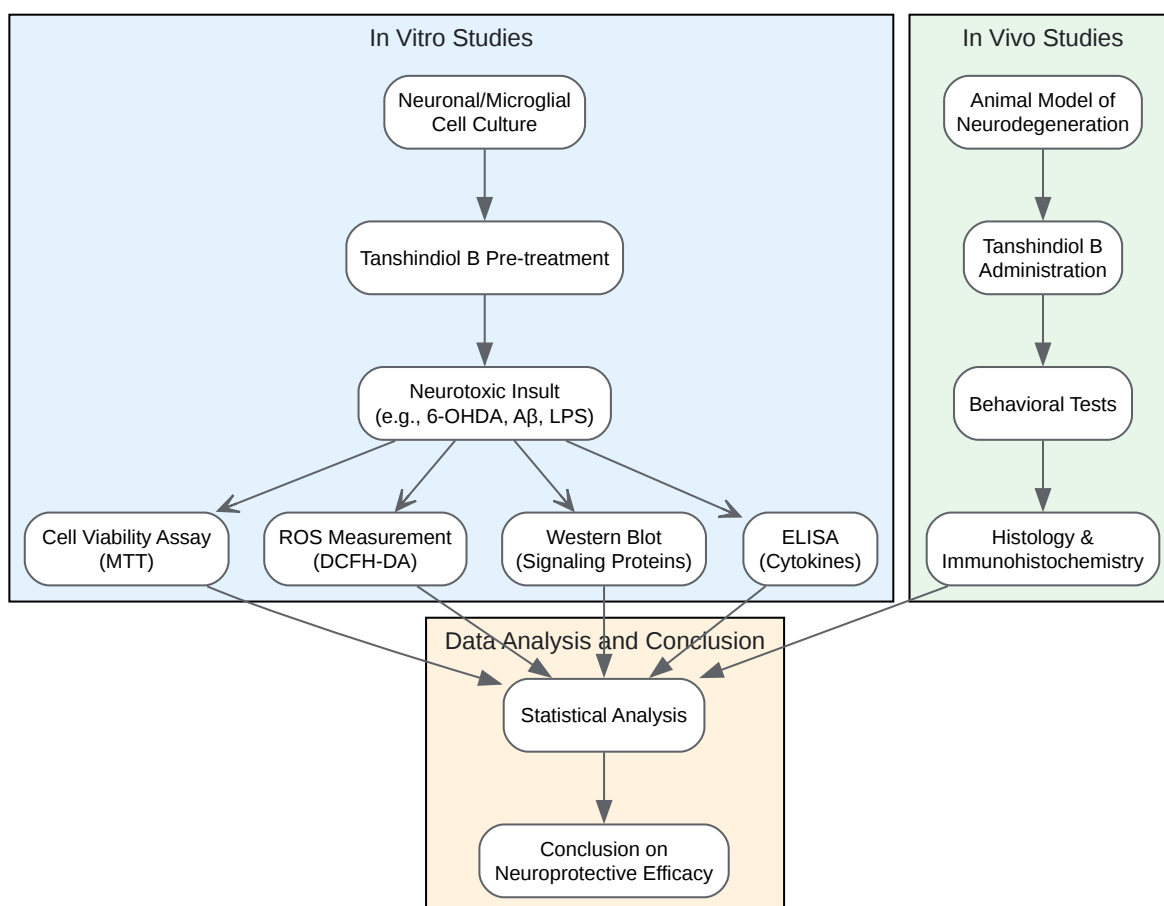 In Vitro Studies
Neuronal/Microglial
Cell Culture
Tanshindiol B Pre-treatment
Neurotoxic Insult
(e.g., 6-OHDA, Aβ, LPS)
Cell Viability Assay
(MTT)
ROS Measurement
(DCFH-DA)
Western Blot
(Signaling Proteins)
ELISA
(Cytokines)
In Vivo Studies
Animal Model of
Neurodegeneration
Tanshindiol B
Administration
Behavioral Tests
Histology &
Immunohistochemistry
Data Analysis and Conclusion
Statistical Analysis
Conclusion on
Neuroprotective Efficacy